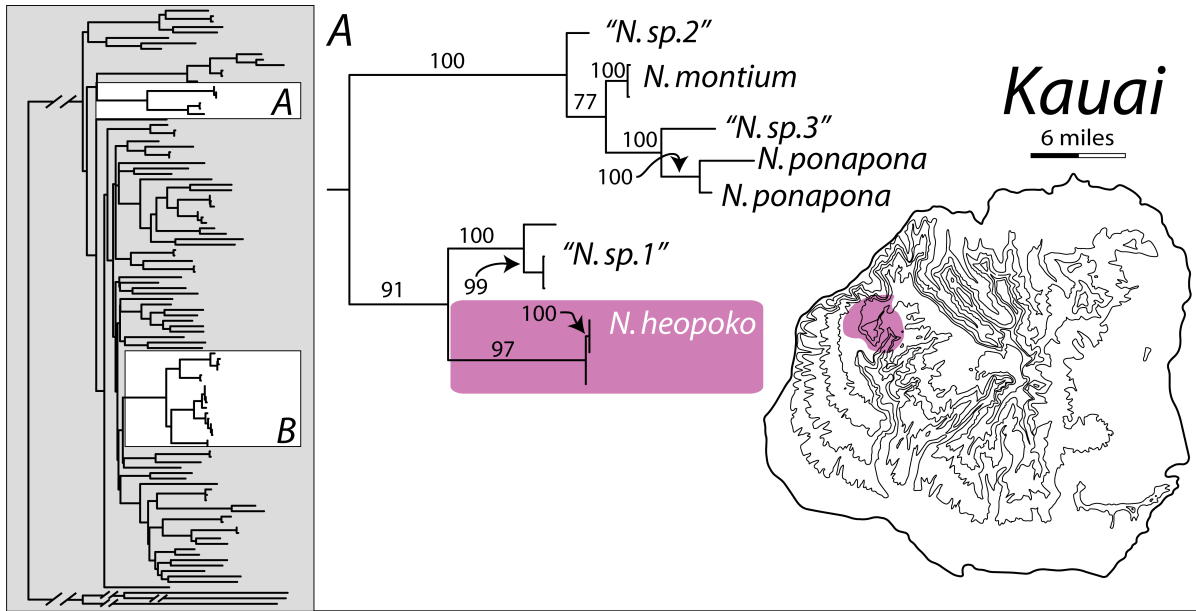 A
B
A
"N. sp.2"
100
100
N. montium
77
100
"N. sp.3"
100
N. ponapona
N. ponapona
100
"N. sp.1"
99
91
100
N. heopoko
97
Kauai
6 miles